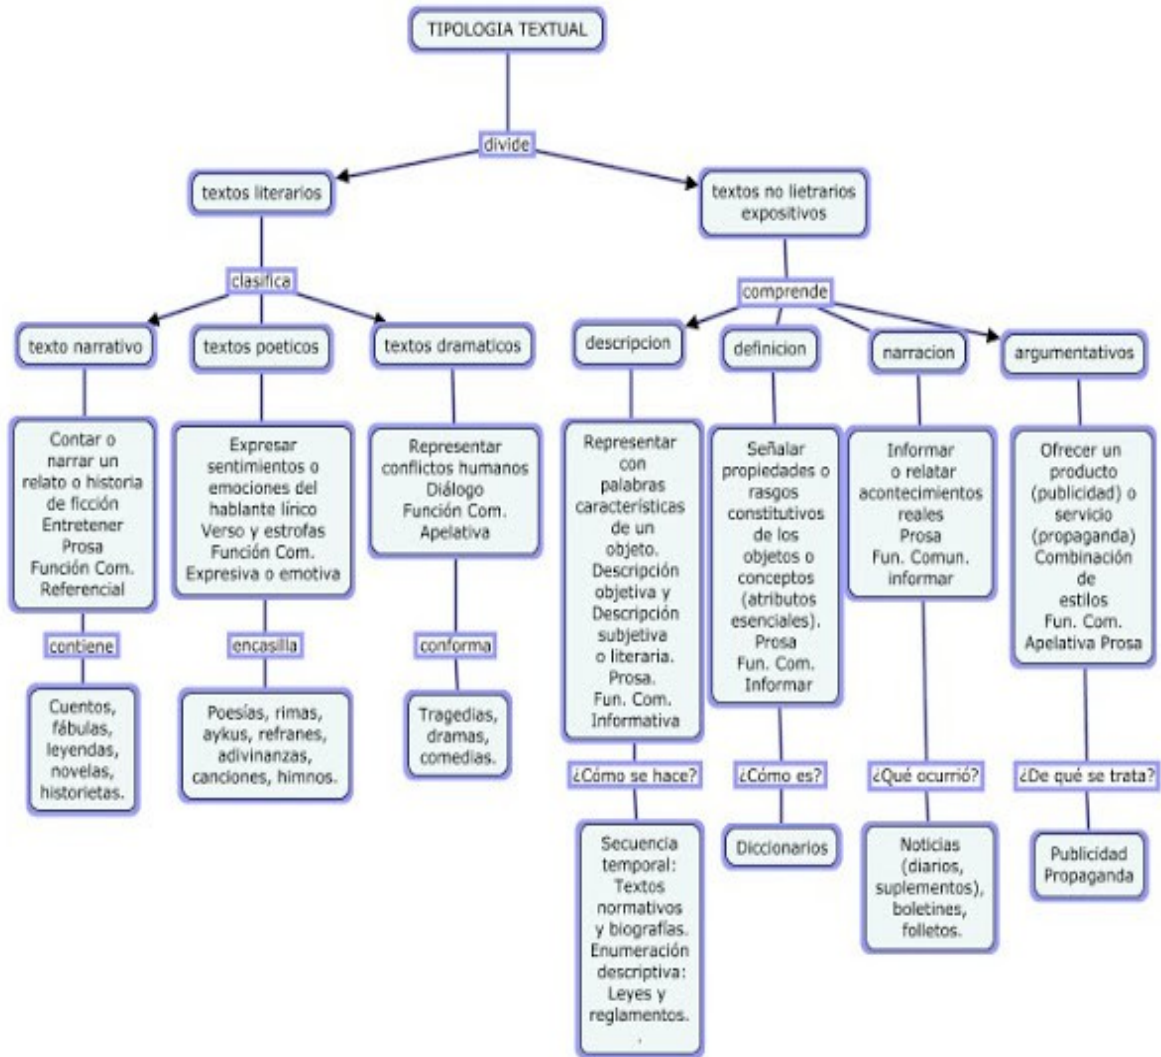 TIPOLOGIA TEXTUAL
divide
textos literarios
textos no lietrarios
expositivos
clasifica
comprende
texto narrativo
textos poeticos
textos dramaticos
descripcion
definicion
narracion
argumentativos
Contar o
narrar un
relato o historia
de ficción
Entretener
Prosa
Función Com.
Referencial
Expresar
sentimientos o
emociones del
hablante lírico
Verso y estrofas
Función Com.
Expresiva o emotiva
Representar
conflictos humanos
Diálogo
Función Com.
Apelativa
Representar
con
palabras
características
de un
objeto.
Descripción
objetiva y
Descripción
subjetiva
o literaria.
Prosa.
Fun. Com.
Informativa
Señalar
propiedades o
rasgos
constitutivos
de los
objetos o
conceptos
(atributos
esenciales).
Prosa
Fun. Com.
Informar
Informar
o relatar
acontecimientos
reales
Prosa
Fun. Comun.
informar
Ofrecer un
producto
(publicidad) o
servicio
(propaganda)
Combinación
de
estilos
Fun. Com.
Apelativa Prosa
contiene
encasilla
conforma
Cuentos,
fábulas,
leyendas,
novelas,
historietas.
Poesías, rimas,
aykus, refranes,
adivinanzas,
canciones, himnos.
Tragedias,
dramas,
comedias.
¿Cómo se hace?
¿Cómo es?
¿Qué ocurrió?
¿De qué se trata?
Secuencia
temporal:
Textos
normativos
y biografías.
Enumeración
descriptiva:
Leyes y
reglamentos.
.
Diccionarios
Noticias
(diarios,
suplementos),
boletines,
folletos.
Publicidad
Propaganda